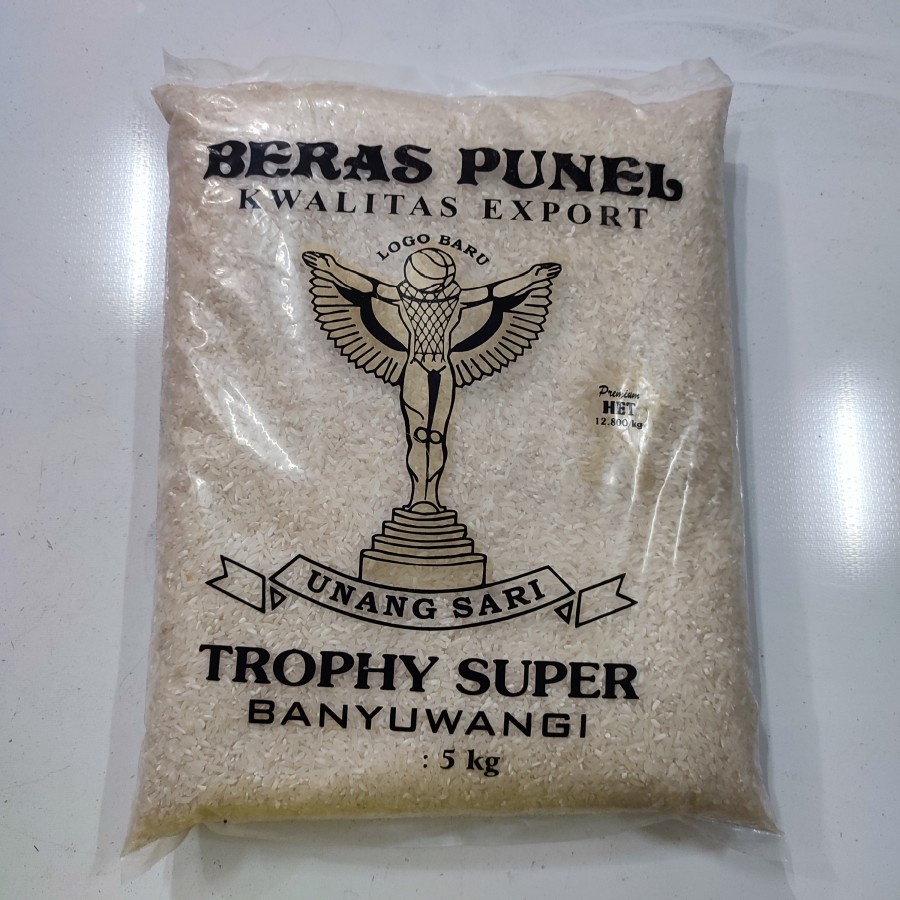 BERAS PUNEL
KWALITAS EXPORT
LOGO BARU
Premium
HET
12.800/kg
UNANG SARI
TROPHY SUPER
BANYUWANGI
: 5 kg